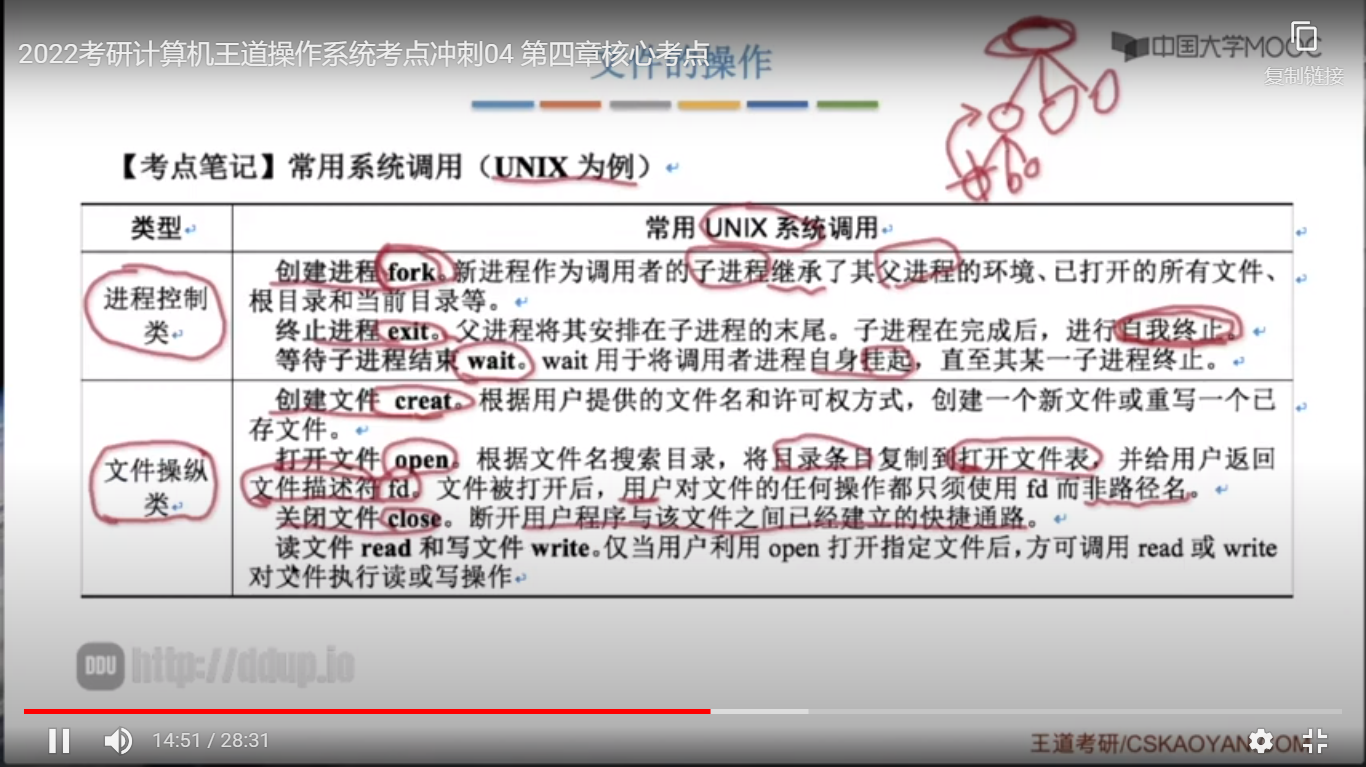 2022考研计算机王道操作系统考点冲刺04 第四章核心考点
文件的操作
中国大学MOOC
复制链接
【考点笔记】常用系统调用（UNIX 为例）
类型
常用 UNIX 系统调用
进程控制
类
创建进程 fork。新进程作为调用者的子进程继承了其父进程的环境、已打开的所有文件、
根目录和当前目录等。
终止进程 exit。父进程将其安排在子进程的末尾。子进程在完成后，进行自我终止。
等待子进程结束 wait。wait 用于将调用者进程自身挂起，直至其某一子进程终止。
文件操纵
类
创建文件 creat。根据用户提供的文件名和许可权方式，创建一个新文件或重写一个已
存文件。
打开文件 open。根据文件名搜索目录，将目录条目复制到打开文件表，并给用户返回
文件描述符 fd。文件被打开后，用户对文件的任何操作都只须使用 fd 而非路径名。
关闭文件 close。断开用户程序与该文件之间已经建立的快捷通路。
读文件 read 和写文件 write。仅当用户利用 open 打开指定文件后，方可调用 read 或 write
对文件执行读或写操作
DDU http://ddup.io
14:51 / 28:31
王道考研/CSKAOYAN.COM